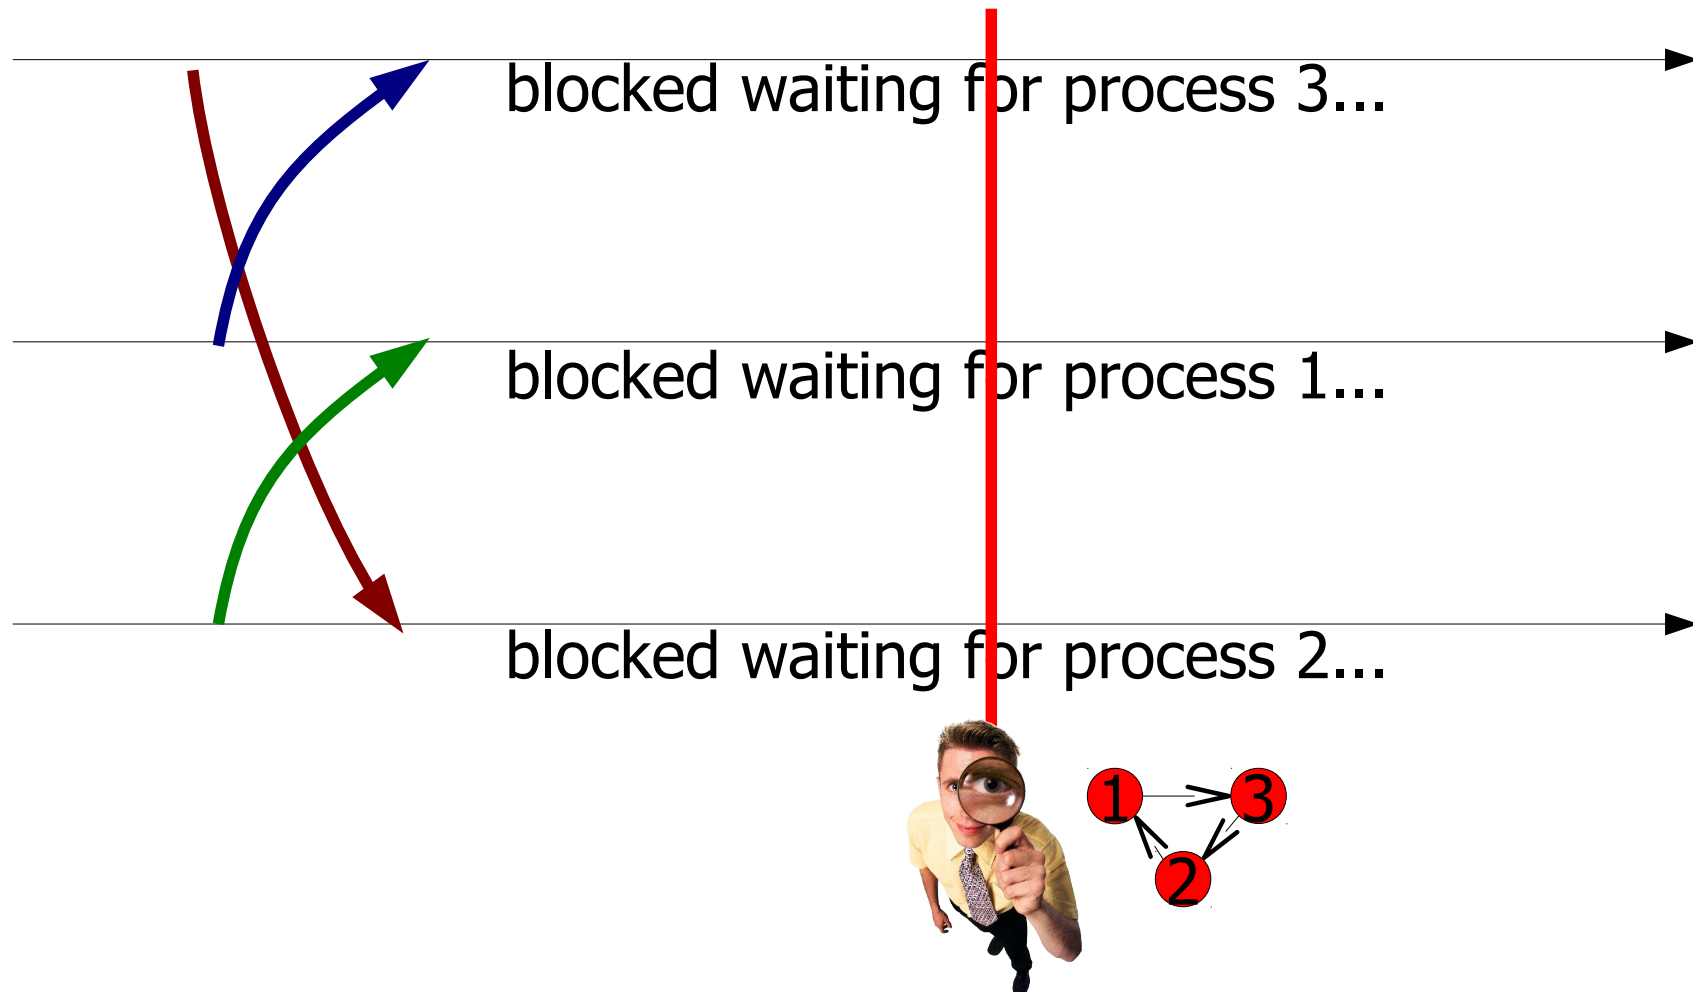 blocked waiting for process 3...
blocked waiting for process 1...
blocked waiting for process 2...
1 3
2